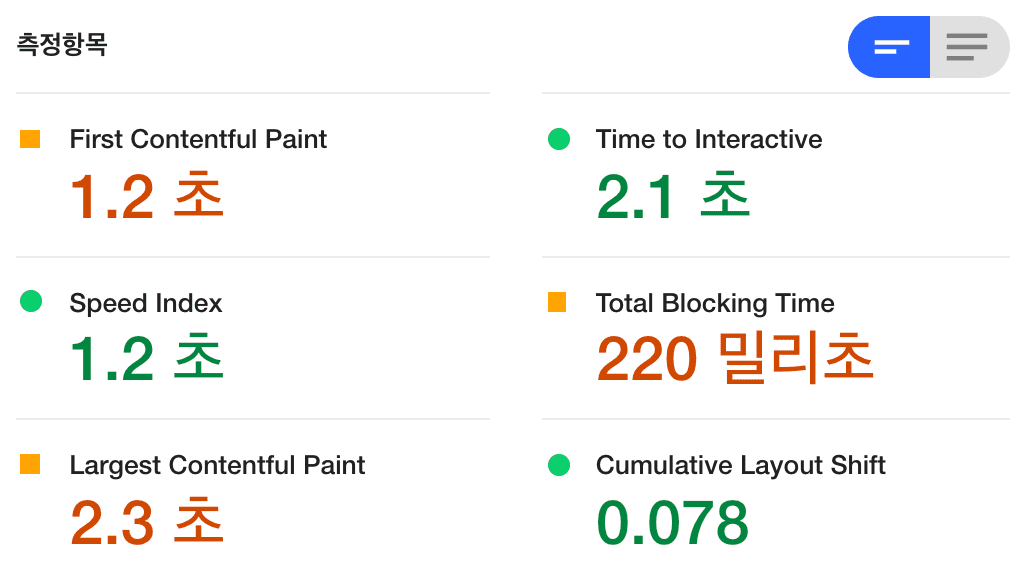 측정항목
First Contentful Paint
1.2 초
Time to Interactive
2.1 초
Speed Index
1.2 초
Total Blocking Time
220 밀리초
Largest Contentful Paint
2.3 초
Cumulative Layout Shift
0.078